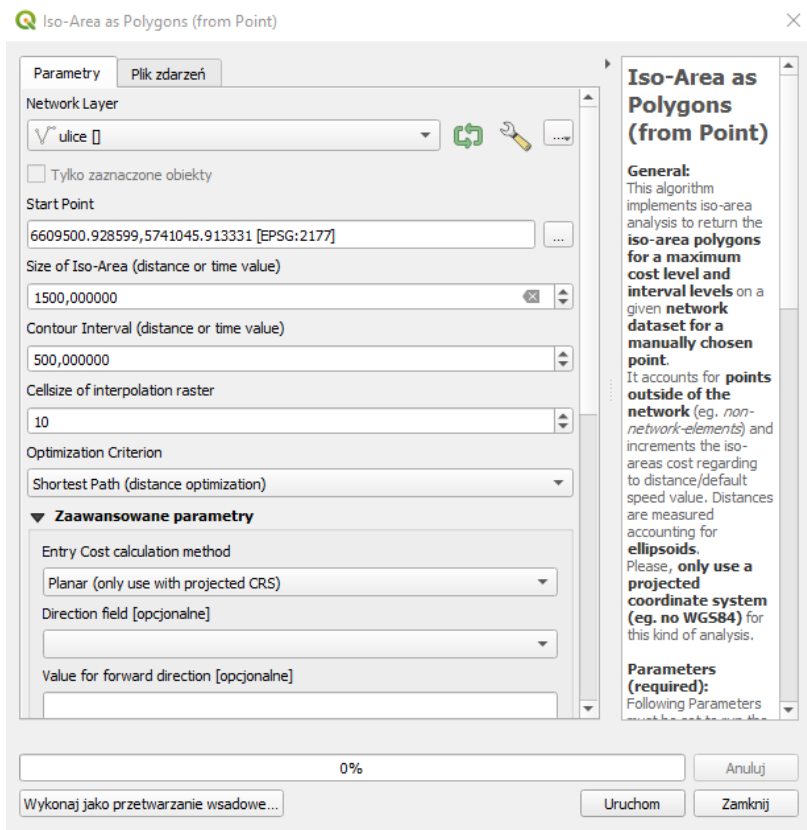 Iso-Area as Polygons (from Point)
Parametry
Plik zdarzeń
Network Layer
ulice []
...
Tylko zaznaczone obiekty
Start Point
6609500.928599,5741045.913331 [EPSG:2177]
...
Size of Iso-Area (distance or time value)
1500,000000
Contour Interval (distance or time value)
500,000000
Cellsize of interpolation raster
10
Optimization Criterion
Shortest Path (distance optimization)
Zaawansowane parametry
Entry Cost calculation method
Planar (only use with projected CRS)
Direction field [opcjonalne]
Value for forward direction [opcjonalne]
Iso-Area as
Polygons
(from Point)
General:
This algorithm
implements iso-area
analysis to return the
iso-area polygons
for a maximum
cost level and
interval levels on a
given network
dataset for a
manually chosen
point.
It accounts for points
outside of the
network (eg. non-
network-elements) and
increments the iso-
areas cost regarding
to distance/default
speed value. Distances
are measured
accounting for
ellipsoids.
Please, only use a
projected
coordinate system
(eg. no WGS84) for
this kind of analysis.
Parameters
(required):
Following Parameters
must be set to run the
0%
Anuluj
Wykonaj jako przetwarzanie wsadowe...
Uruchom
Zamknij